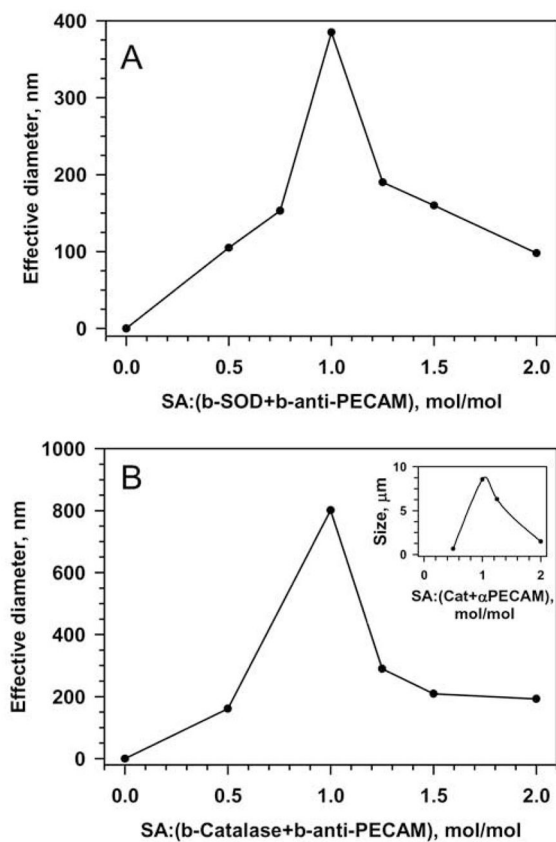 A
Effective diameter, nm
400
300
200
100
0
0.0 0.5 1.0 1.5 2.0
SA:(b-SOD+b-anti-PECAM), mol/mol
B
Effective diameter, nm
1000
800
600
400
200
0
0.0 0.5 1.0 1.5 2.0
SA:(b-Catalase+b-anti-PECAM), mol/mol
Size, μm
10
5
0
0 1 2
SA:(Cat+αPECAM),
mol/mol